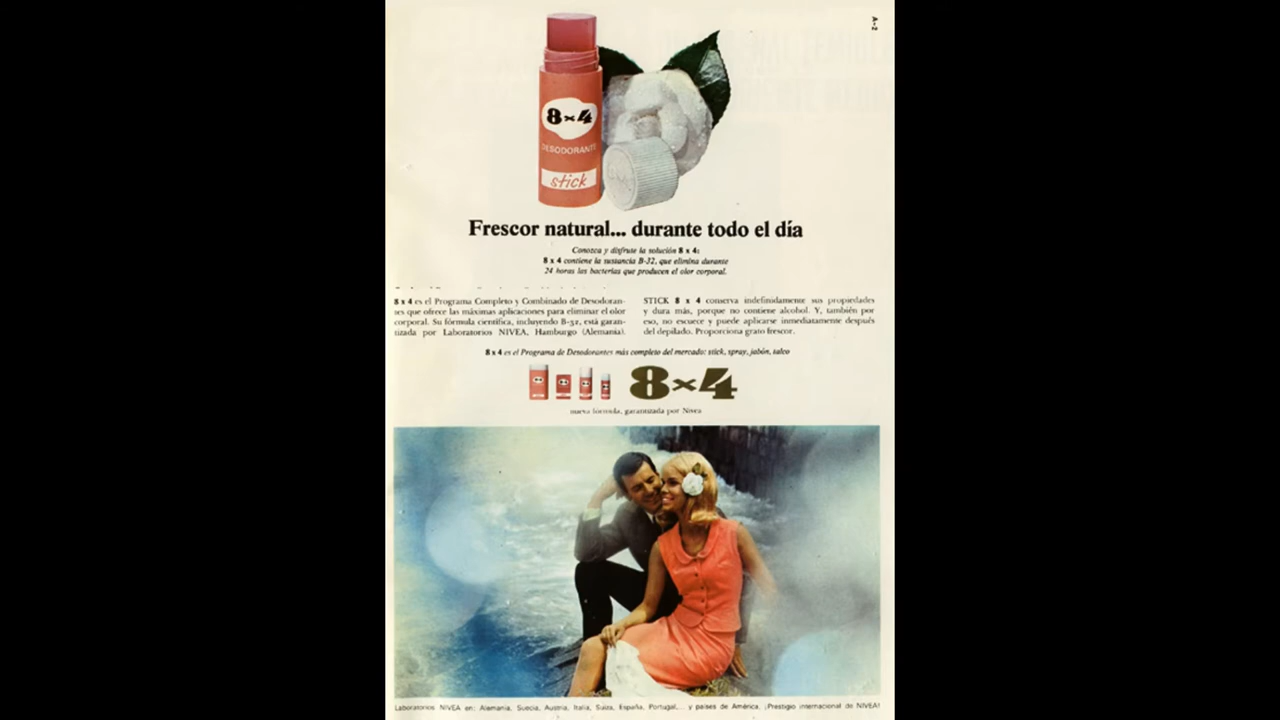 A-2
8x4
DESODORANTE
stick
Frescor natural... durante todo el día
Conozca y disfrute la solución 8 x 4:
8 x 4 contiene la sustancia B-32, que elimina durante
24 horas las bacterias que producen el olor corporal.
8 x 4 es el Programa Completo y Combinado de Desodoran-
tes que ofrece las máximas aplicaciones para eliminar el olor
corporal. Su fórmula científica, incluyendo B-32, está garan-
tizada por Laboratorios NIVEA, Hamburgo (Alemania).
STICK 8 x 4 conserva indefinidamente sus propiedades
y dura más, porque no contiene alcohol. Y, también por
eso, no escuece y puede aplicarse inmediatamente después
del depilado. Proporciona grato frescor.
8 x 4 es el Programa de Desodorantes más completo del mercado: stick, spray, jabón, talco
8x4
nueva fórmula, garantizada por Nivea
Laboratorios NIVEA en: Alemania, Suecia, Austria, Italia, Suiza, España, Portugal,... y países de América. ¡Prestigio internacional de NIVEA!